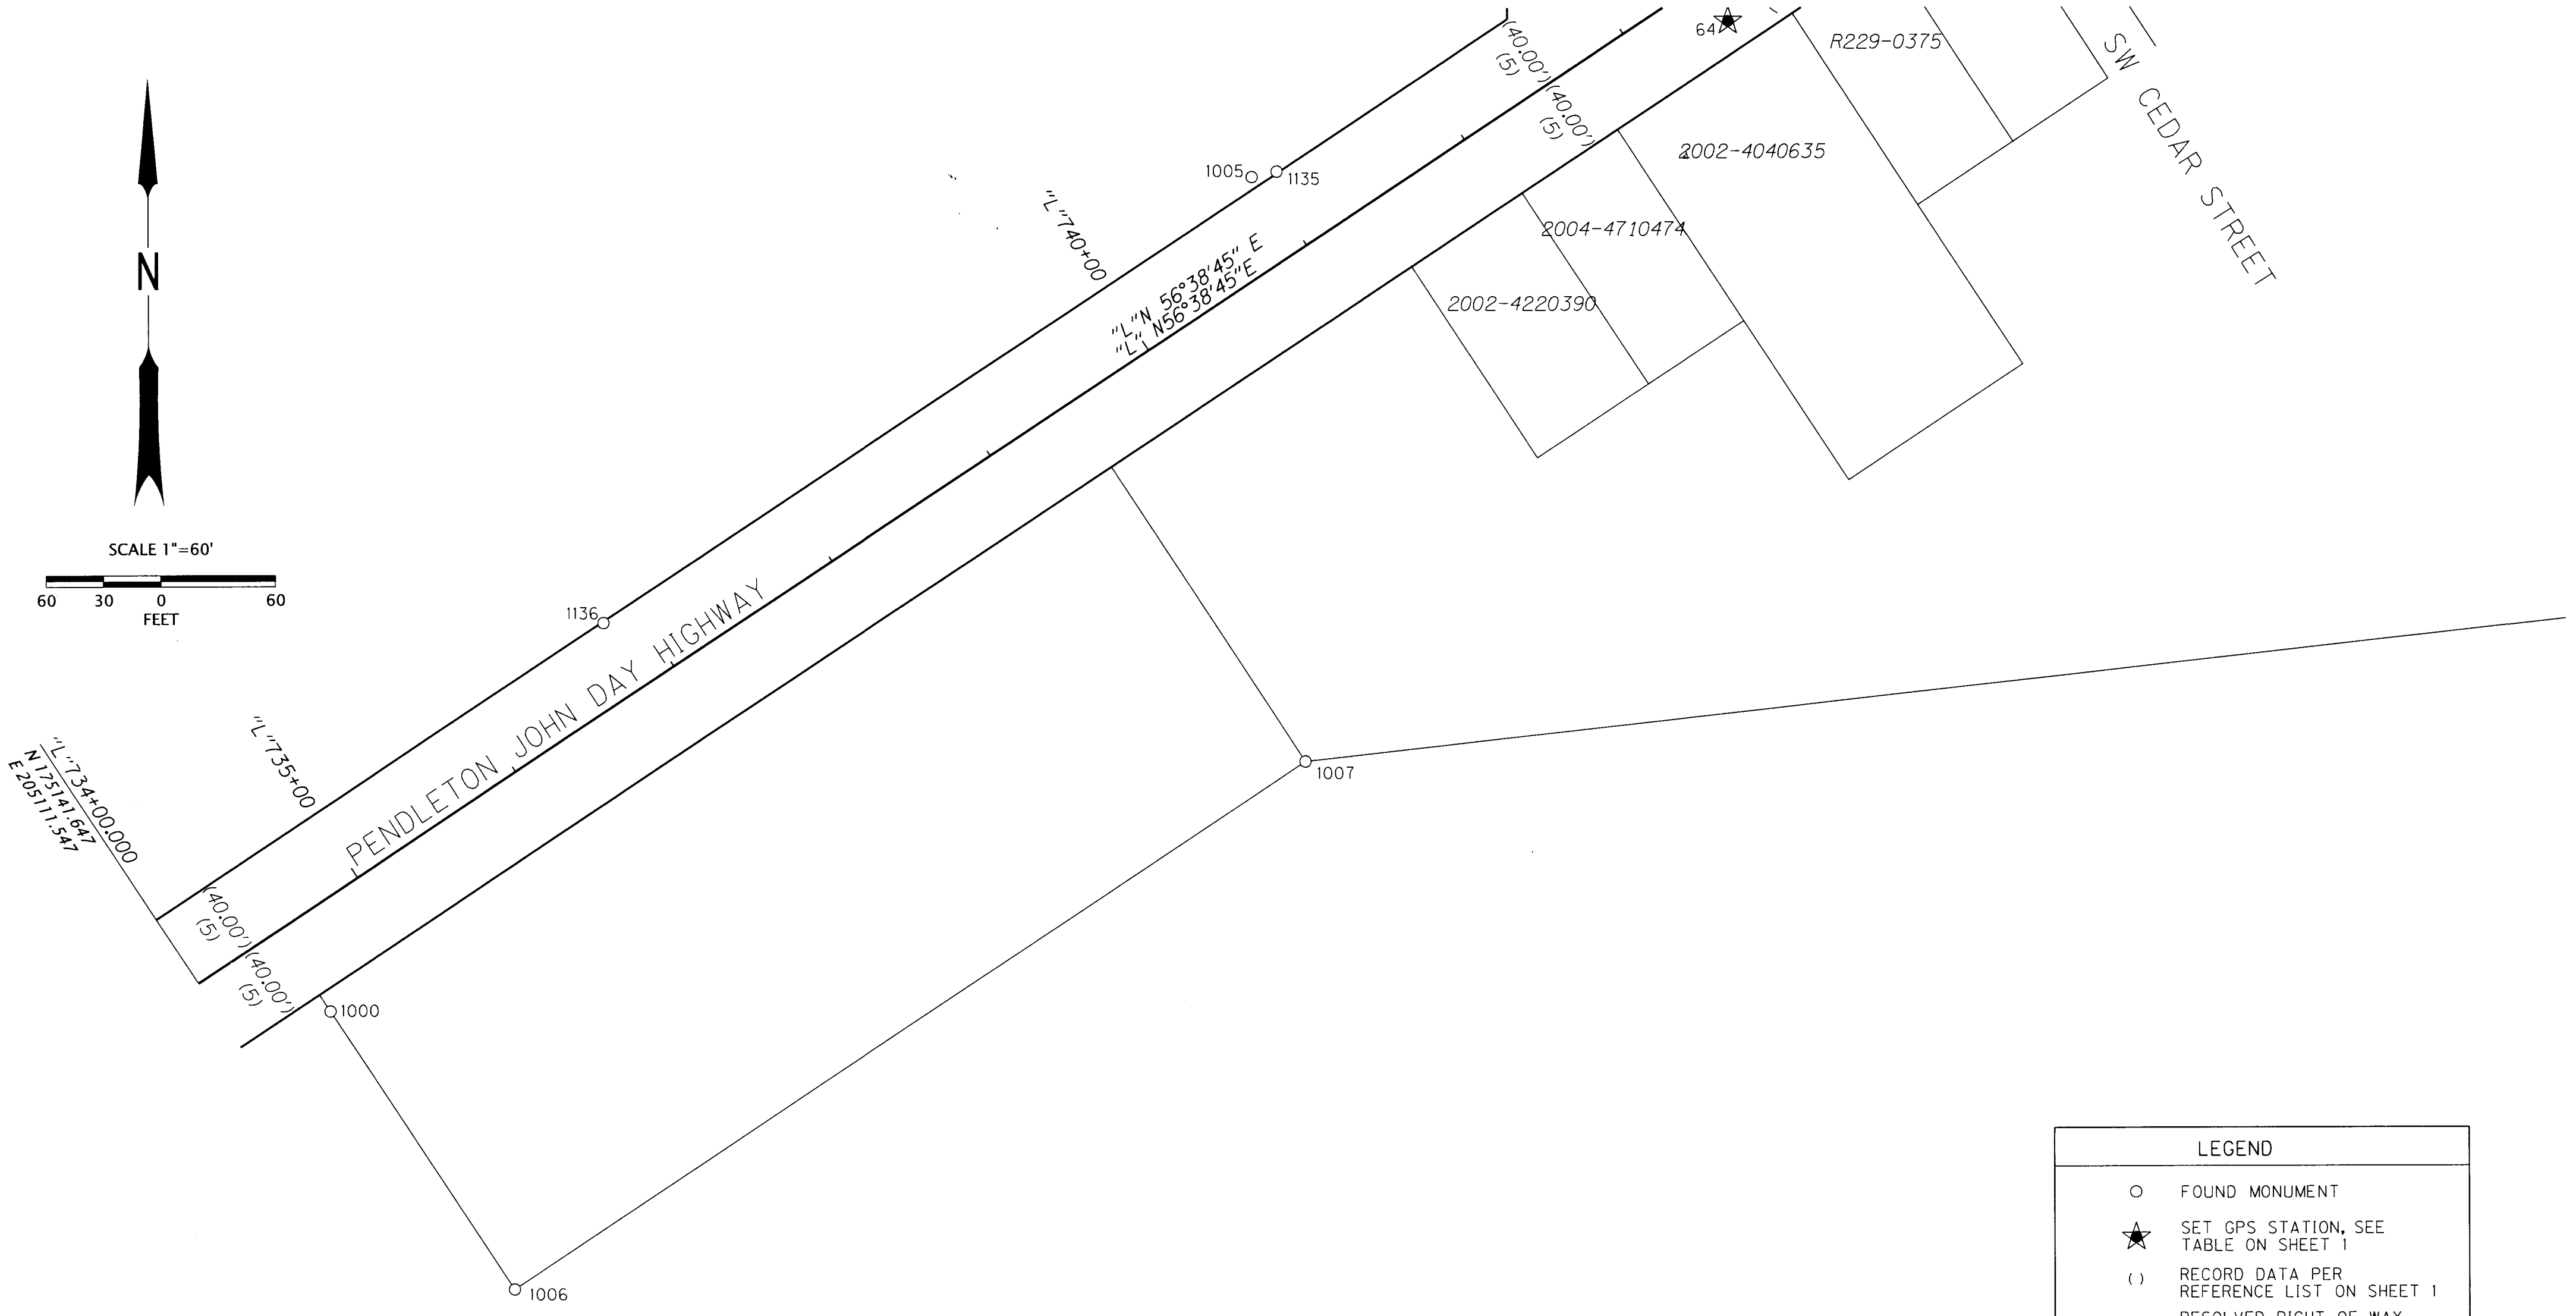 64
R229-0375
SW CEDAR STREET
(40.00')
(5)
(40.00')
(5)
2002-4040635
1005
1135
2004-4710474
"L"740+00
N
"L"N 56°38'45" E
"L" N56°38'45"E
2002-4220390
SCALE 1"=60'
60 30 0 60
FEET
1136
PENDLETON JOHN DAY HIGHWAY
"L"735+00
"L"734+00.000
N 175141.647
E 205111.547
1007
(40.00')
(5)
(40.00')
(5)
1000
1006
LEGEND
FOUND MONUMENT
SET GPS STATION, SEE
TABLE ON SHEET 1
( ) RECORD DATA PER
REFERENCE LIST ON SHEET 1
RESOLVED RIGHT OF WAY